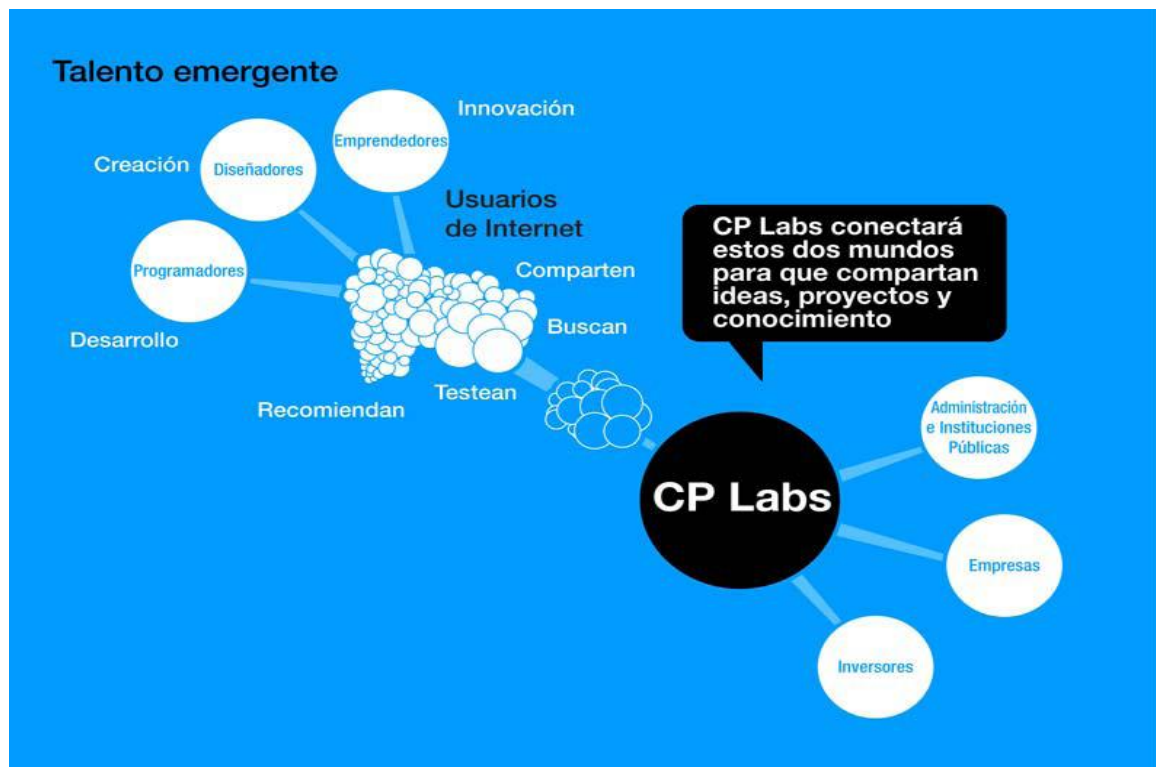 Talento emergente
Innovación
Emprendedores
Creación
Diseñadores
Usuarios
de Internet
Programadores
Comparten
Desarrollo
Buscan
Testean
Recomiendan
CP Labs conectará
estos dos mundos
para que compartan
ideas, proyectos y
conocimiento
CP Labs
Administración
e Instituciones
Públicas
Empresas
Inversores